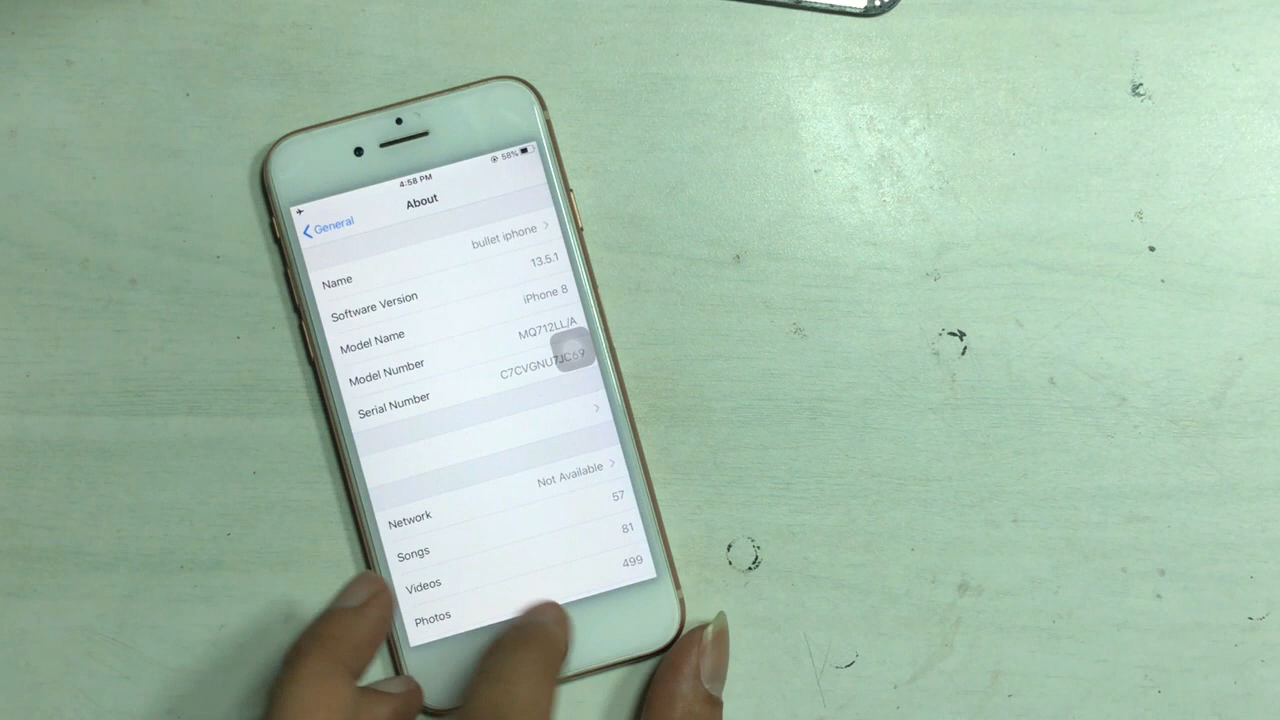 4:58 PM
58%
General
About
Name bullet iphone
Software Version 13.5.1
Model Name iPhone 8
Model Number MQ712LL/A
Serial Number C7CVGNU7JC69
Network Not Available
Songs 57
Videos 81
Photos 499